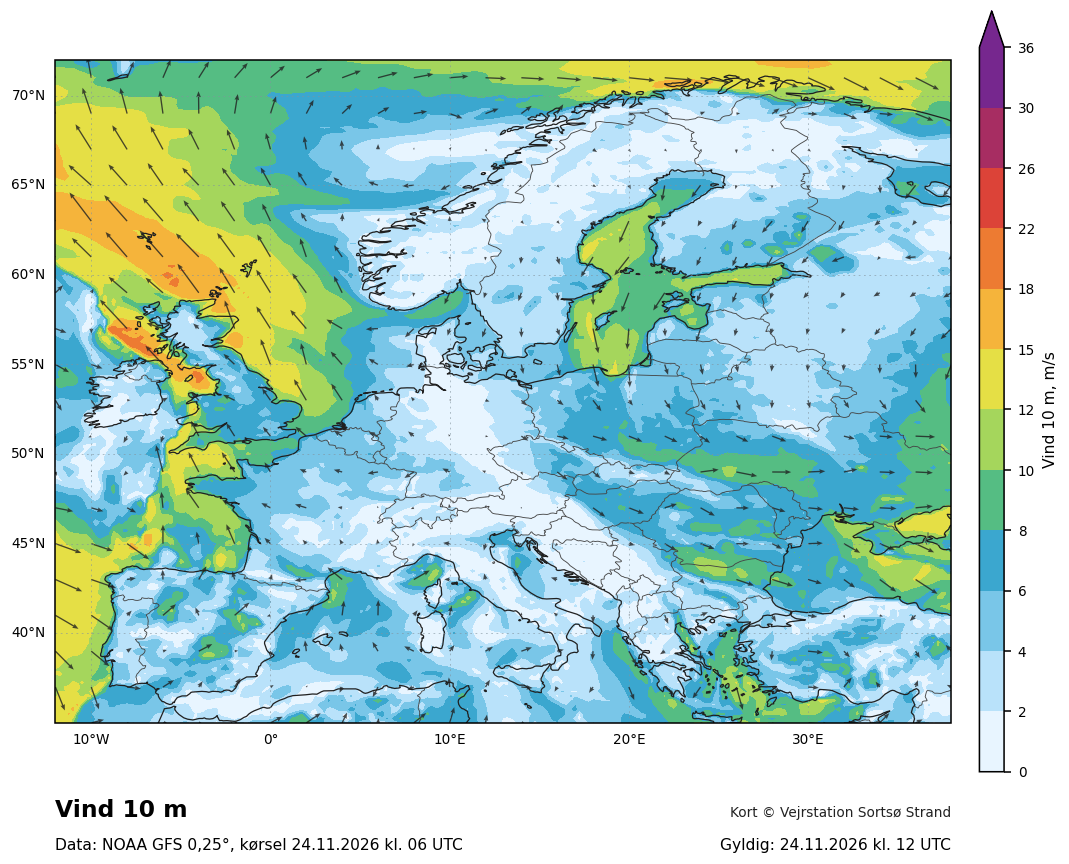 70°N
65°N
60°N
55°N
50°N
45°N
40°N
10°W
0°
10°E
20°E
30°E
36
30
26
22
18
15
12
10
8
6
4
2
0
Vind 10 m, m/s
Vind 10 m
Kort © Vejrstation Sortsø Strand
Data: NOAA GFS 0,25°, kørsel 24.11.2026 kl. 06 UTC
Gyldig: 24.11.2026 kl. 12 UTC